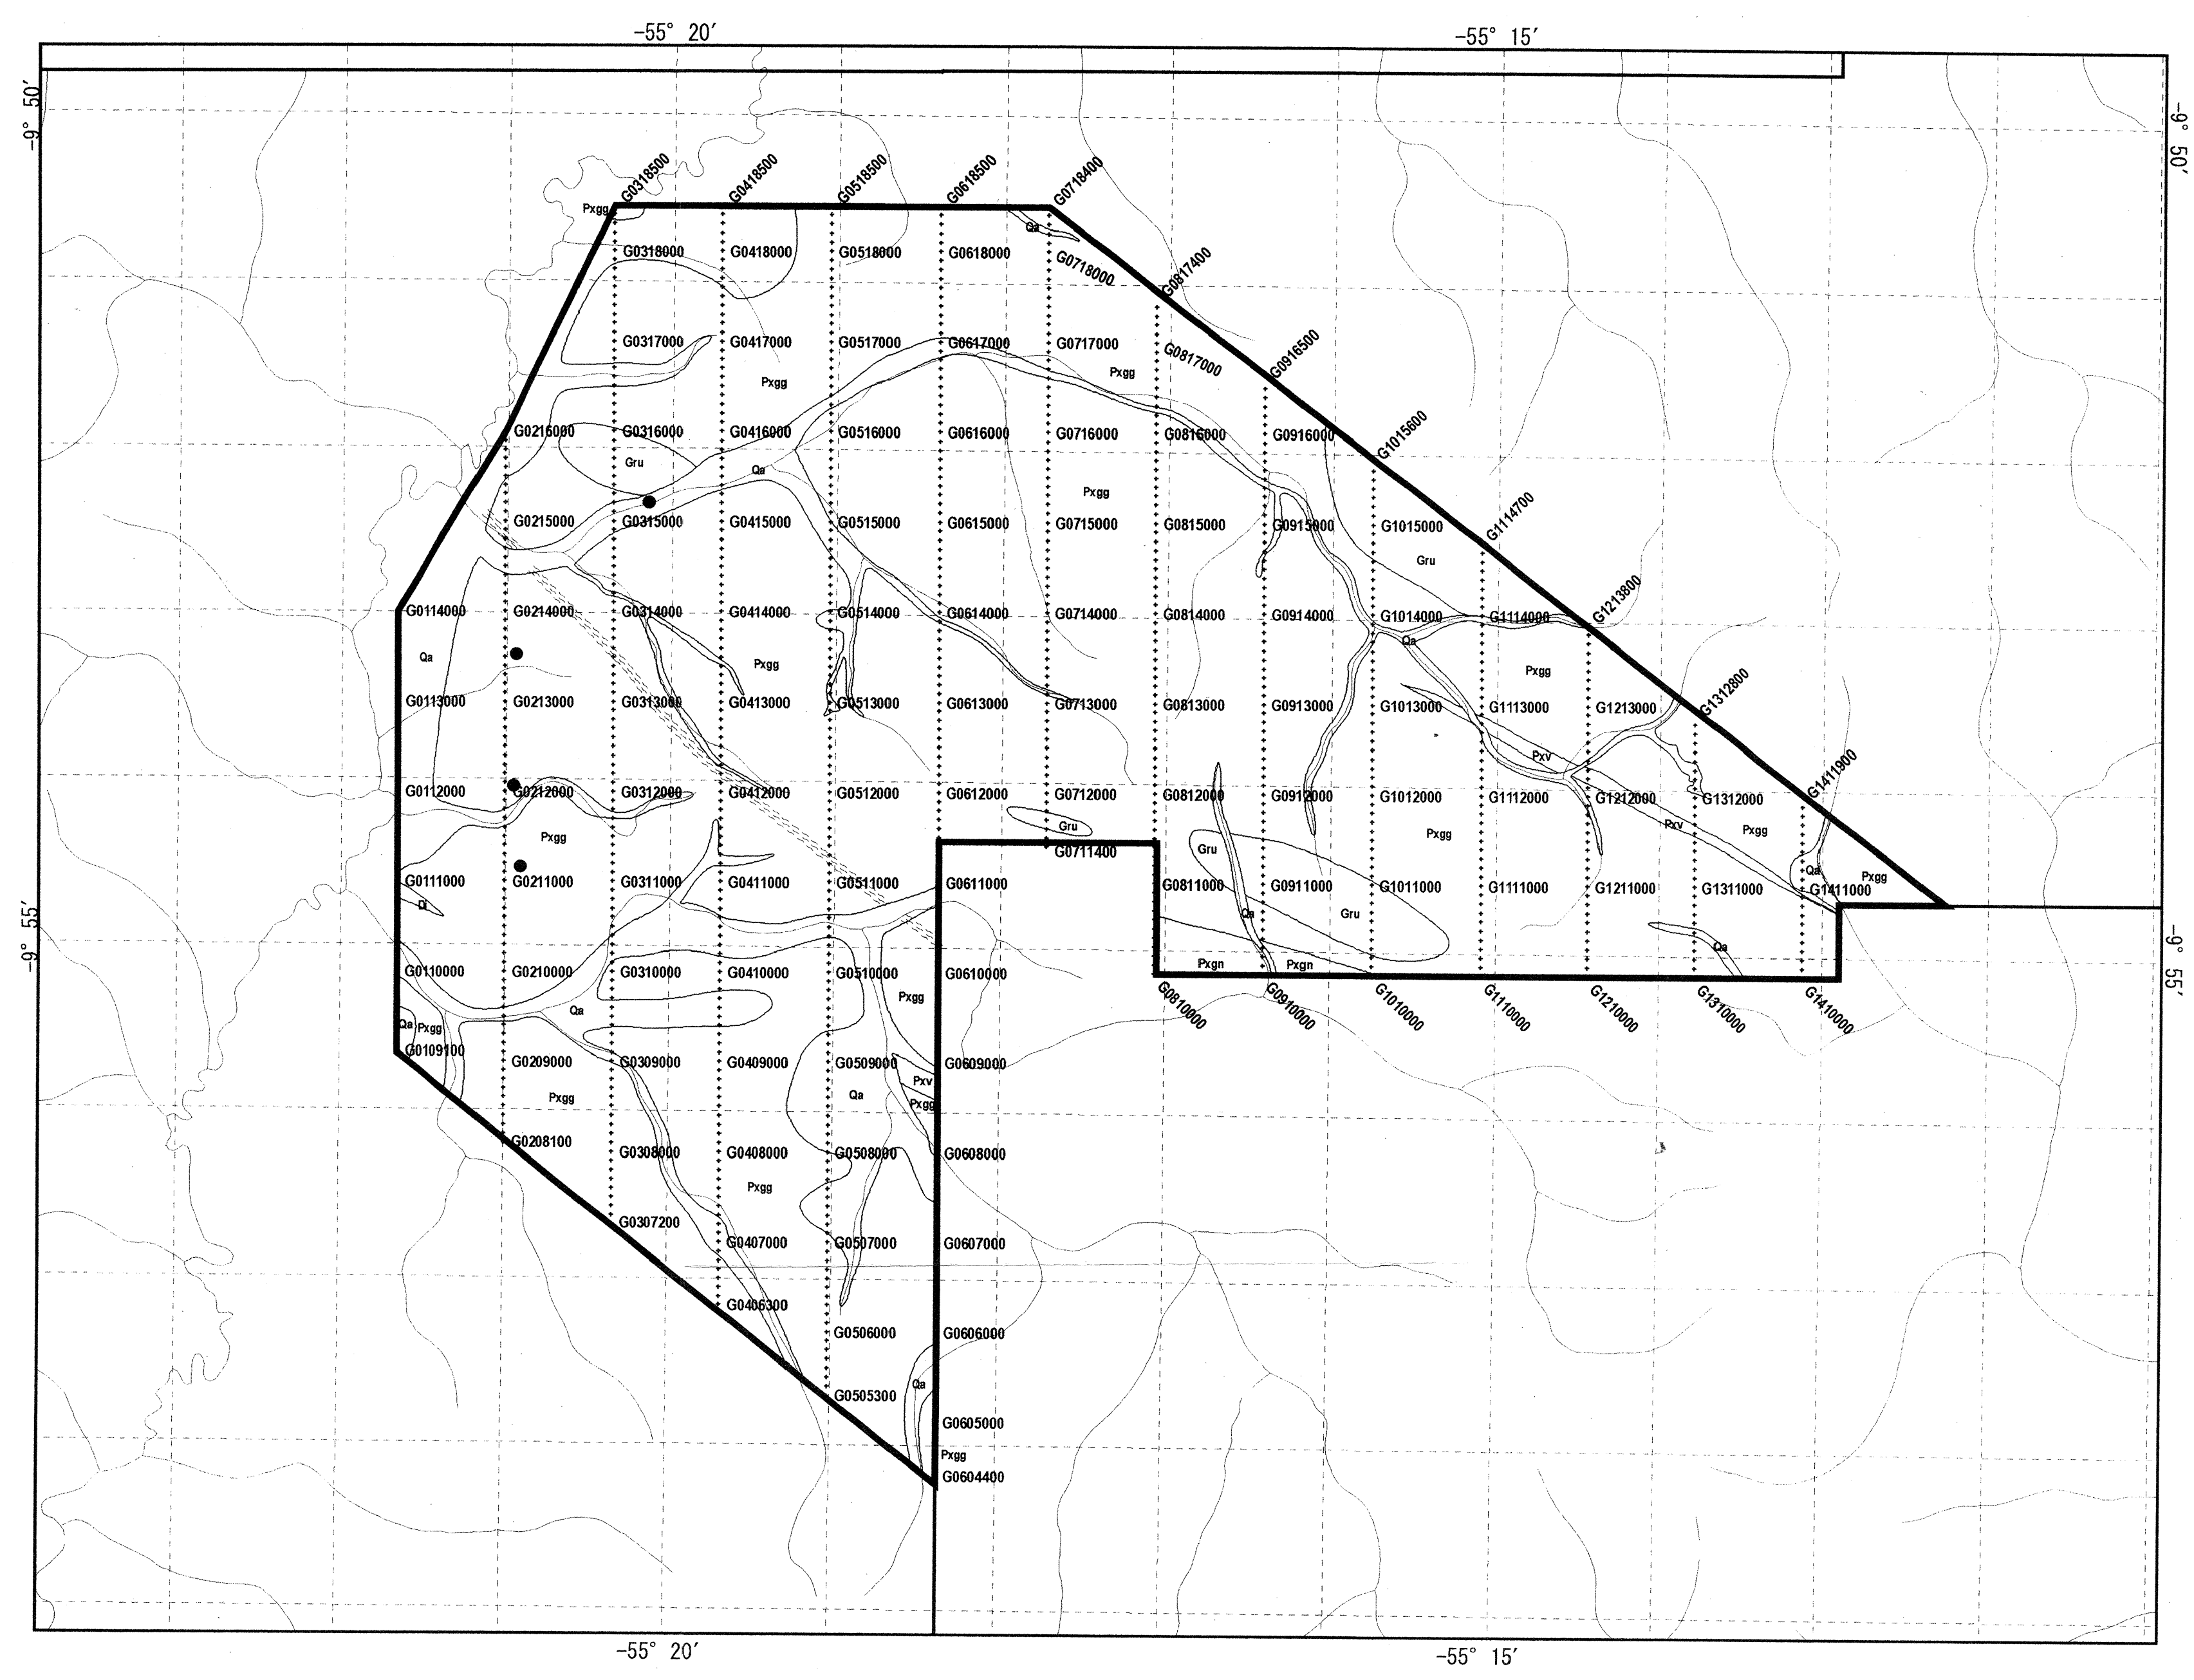 -55° 20′
-55° 15′
-9° 50′
-9° 50′
G0318500
G0418500
G0518500
G0618500
G0718400
Pxgg
Qa
G0318000
G0418000
G0518000
G0618000
G0718000
G0817400
G0317000
G0417000
G0517000
G0617000
G0717000
G0817000
G0916500
Pxgg
Pxgg
G0216000
G0316000
G0416000
G0516000
G0616000
G0716000
G0816000
G0916000
G1015600
Gru
Qa
Pxgg
G0215000
G0315000
G0415000
G0515000
G0615000
G0715000
G0815000
G0915000
G1015000
G1114700
Gru
G0114000
G0214000
G0314000
G0414000
G0514000
G0614000
G0714000
G0814000
G0914000
G1014000
G1114000
G1213800
Qa
Qa
Pxgg
Pxgg
G0113000
G0213000
G0313000
G0413000
G0513000
G0613000
G0713000
G0813000
G0913000
G1013000
G1113000
G1213000
G1312800
Pxv
G0112000
G0212000
G0312000
G0412000
G0512000
G0612000
G0712000
G0812000
G0912000
G1012000
G1112000
G1212000
G1312000
G1411900
Pxgg
Gru
Pxgg
Pxv
Pxgg
G0711400
Gru
Qa
Pxgg
G0111000
G0211000
G0311000
G0411000
G0511000
G0611000
G0811000
G0911000
G1011000
G1111000
G1211000
G1311000
G1411000
Di
Qa
Gru
Qa
-9° 55′
-9° 55′
Pxgn
Pxgn
G0110000
G0210000
G0310000
G0410000
G0510000
G0610000
G0810000
G0910000
G1010000
G1110000
G1210000
G1310000
G1410000
Pxgg
Qa
Qa
Pxgg
G0109100
G0209000
G0309000
G0409000
G0509000
G0609000
Pxv
Pxgg
Qa
Pxgg
G0208100
G0308000
G0408000
G0508000
G0608000
Pxgg
G0307200
G0407000
G0507000
G0607000
G0406300
G0506000
G0606000
Qa
G0505300
G0605000
Pxgg
G0604400
-55° 20′
-55° 15′